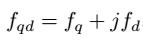 f_{qd} = f_q + jf_d.